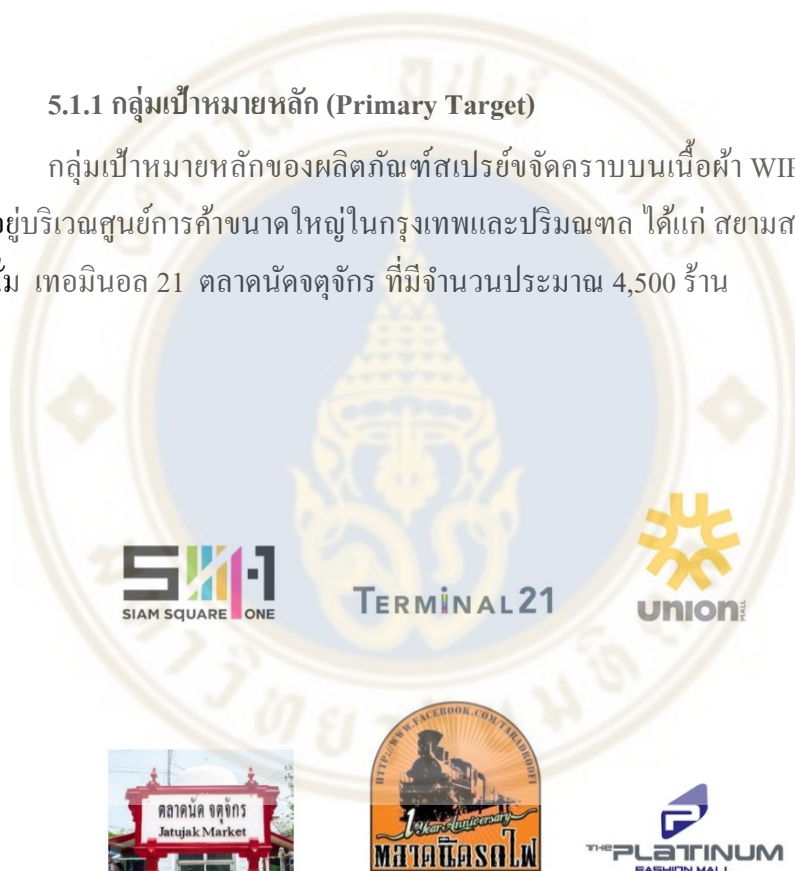 5.1.1 กลุ่มเป้าหมายหลัก (Primary Target)
กลุ่มเป้าหมายหลักของผลิตภัณฑ์สเปรย์ขจัดคราบบนเนื้อผ้า
อยู่บริเวณศูนย์การค้าขนาดใหญ่ในกรุงเทพและปริมณฑล ได้แก่
เทอมินอล 21 ตลาดนัดจตุจักร ที่มีจำนวนประมาณ 4,500 ร้าน
SIAM SQUARE ONE
TERMINAL 21
UNION MALL
HTTP://WWW.FACEBOOK.COM/TARADRODFI
ตลาดนัด จตุจักร
Jatujak Market
1 Year Anniversary
ตลาดนัดรถไฟ
THE PLATINUM
FASHION MALL